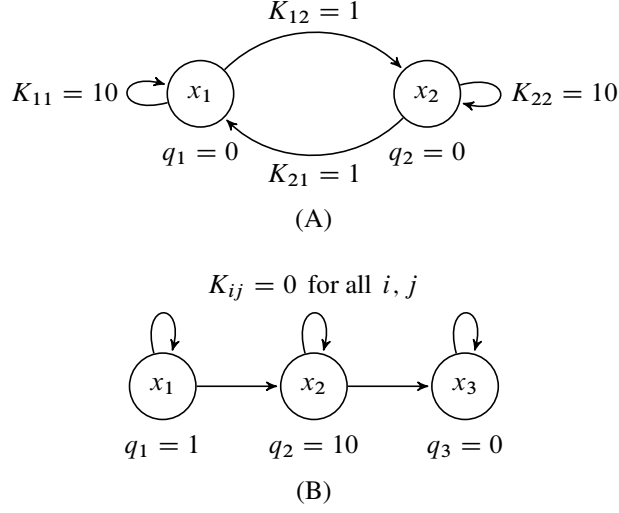 K₁₂ = 1
K₁₁ = 10 x₁ x₂ K₂₂ = 10
q₁ = 0 q₂ = 0
K₂₁ = 1
(A)
Kᵢⱼ = 0 for all i, j
x₁ x₂ x₃
q₁ = 1 q₂ = 10 q₃ = 0
(B)